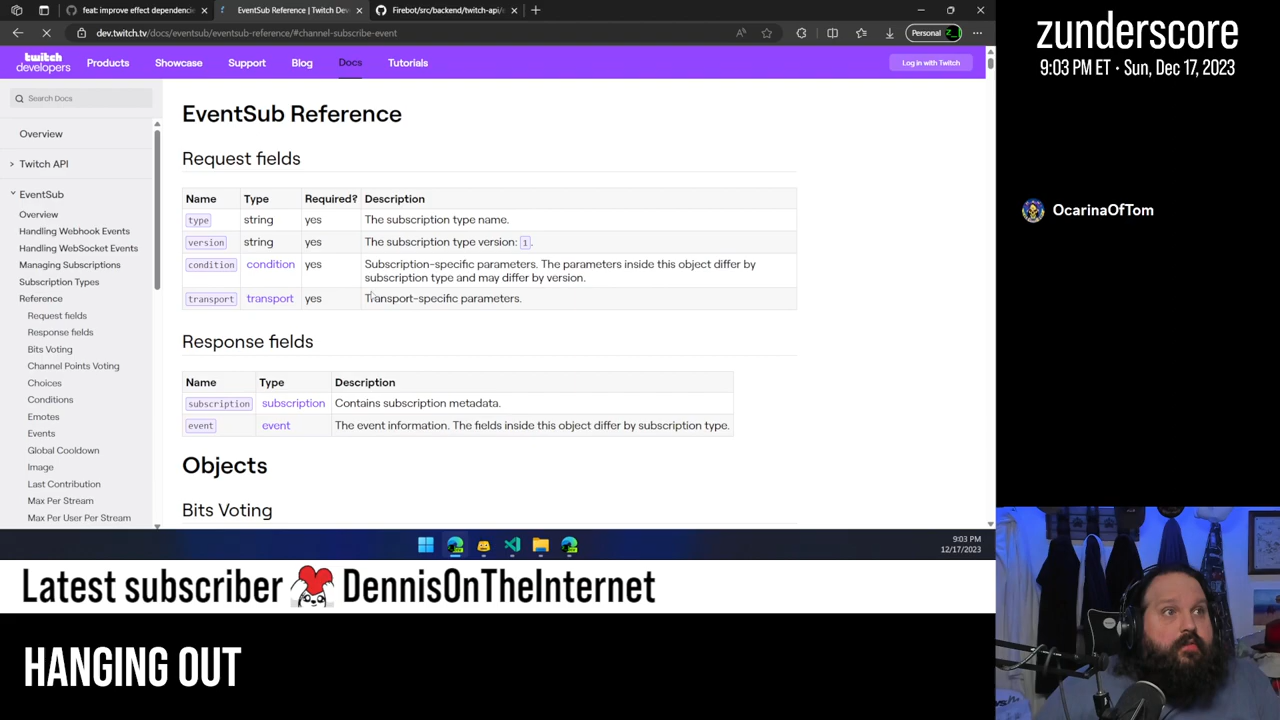 feat: improve effect dependenci
EventSub Reference | Twitch Dev
Firebot/src/backend/twitch-api/
dev.twitch.tv/docs/eventsub/eventsub-reference/#channel-subscribe-event
Personal
twitch developers
Products
Showcase
Support
Blog
Docs
Tutorials
Log in with Twitch
Search Docs
Overview
Twitch API
EventSub
Overview
Handling Webhook Events
Handling WebSocket Events
Managing Subscriptions
Subscription Types
Reference
Request fields
Response fields
Bits Voting
Channel Points Voting
Choices
Conditions
Emotes
Events
Global Cooldown
Image
Last Contribution
Max Per Stream
Max Per User Per Stream
EventSub Reference
Request fields
Name Type Required? Description
type string yes The subscription type name.
version string yes The subscription type version: 1.
condition condition yes Subscription-specific parameters. The parameters inside this object differ by
subscription type and may differ by version.
transport transport yes Transport-specific parameters.
Response fields
Name Type Description
subscription subscription Contains subscription metadata.
event event The event information. The fields inside this object differ by subscription type.
Objects
Bits Voting
9:03 PM
12/17/2023
zunderscore
9:03 PM ET • Sun, Dec 17, 2023
OcarinaOfTom
Latest subscriber DennisOnTheInternet
HANGING OUT